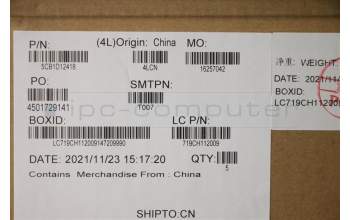 P/N: (4L)Origin: China MO:
5CB1D12418 4LCN 16257042
PO: SMTPN:
4501729141 T007
BOXID: LC P/N:
LC719CH112009147209990 719CH112009
DATE: 2021/11/23 15:17:20 QTY:
5
Contains Merchandise From : China
SHIPTO:CN
净重: WEIGHT
DATE: 2021/11/
BOXID:
LC719CH1120
ipc-computer